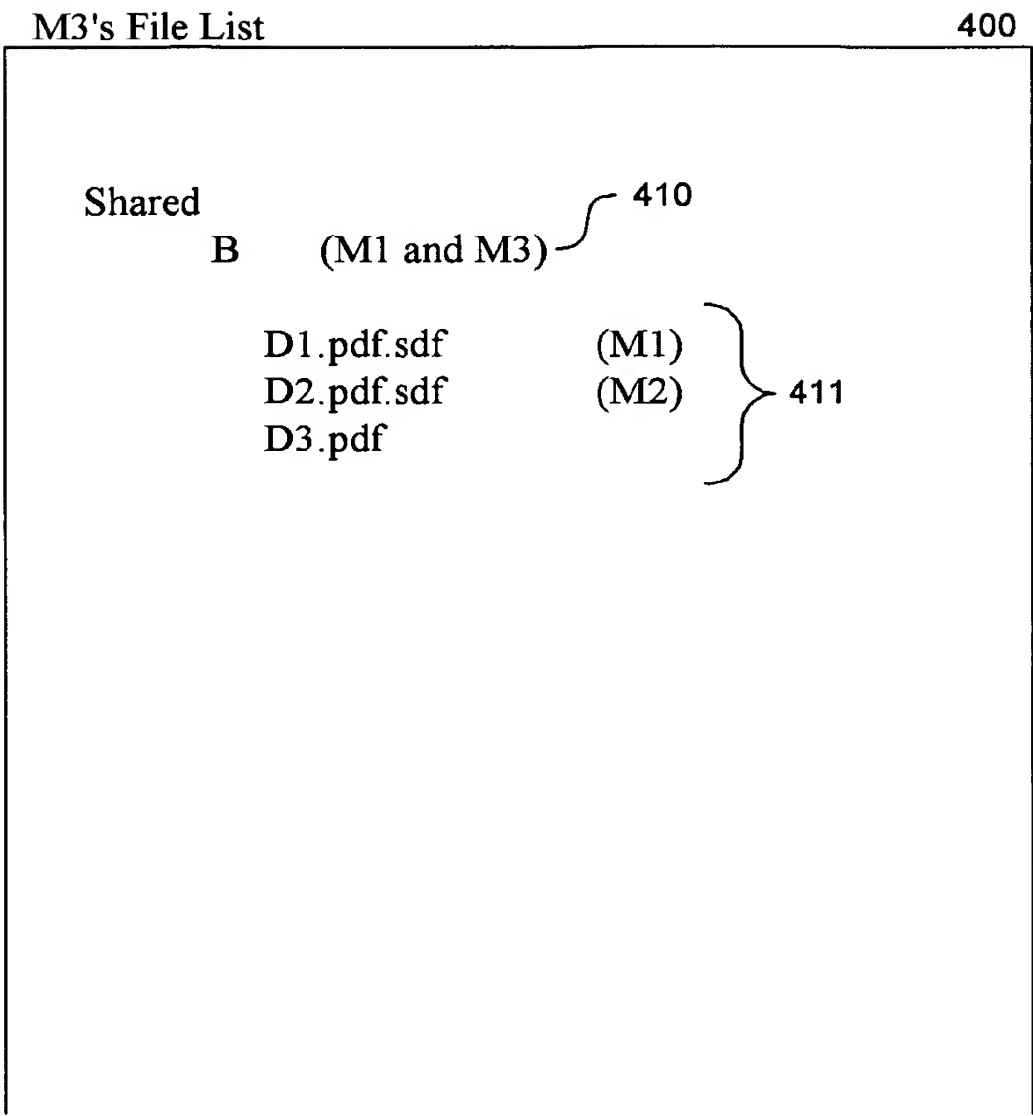 M3's File List 400
Shared
410
B (M1 and M3)
D1.pdf.sdf (M1)
D2.pdf.sdf (M2)
411
D3.pdf